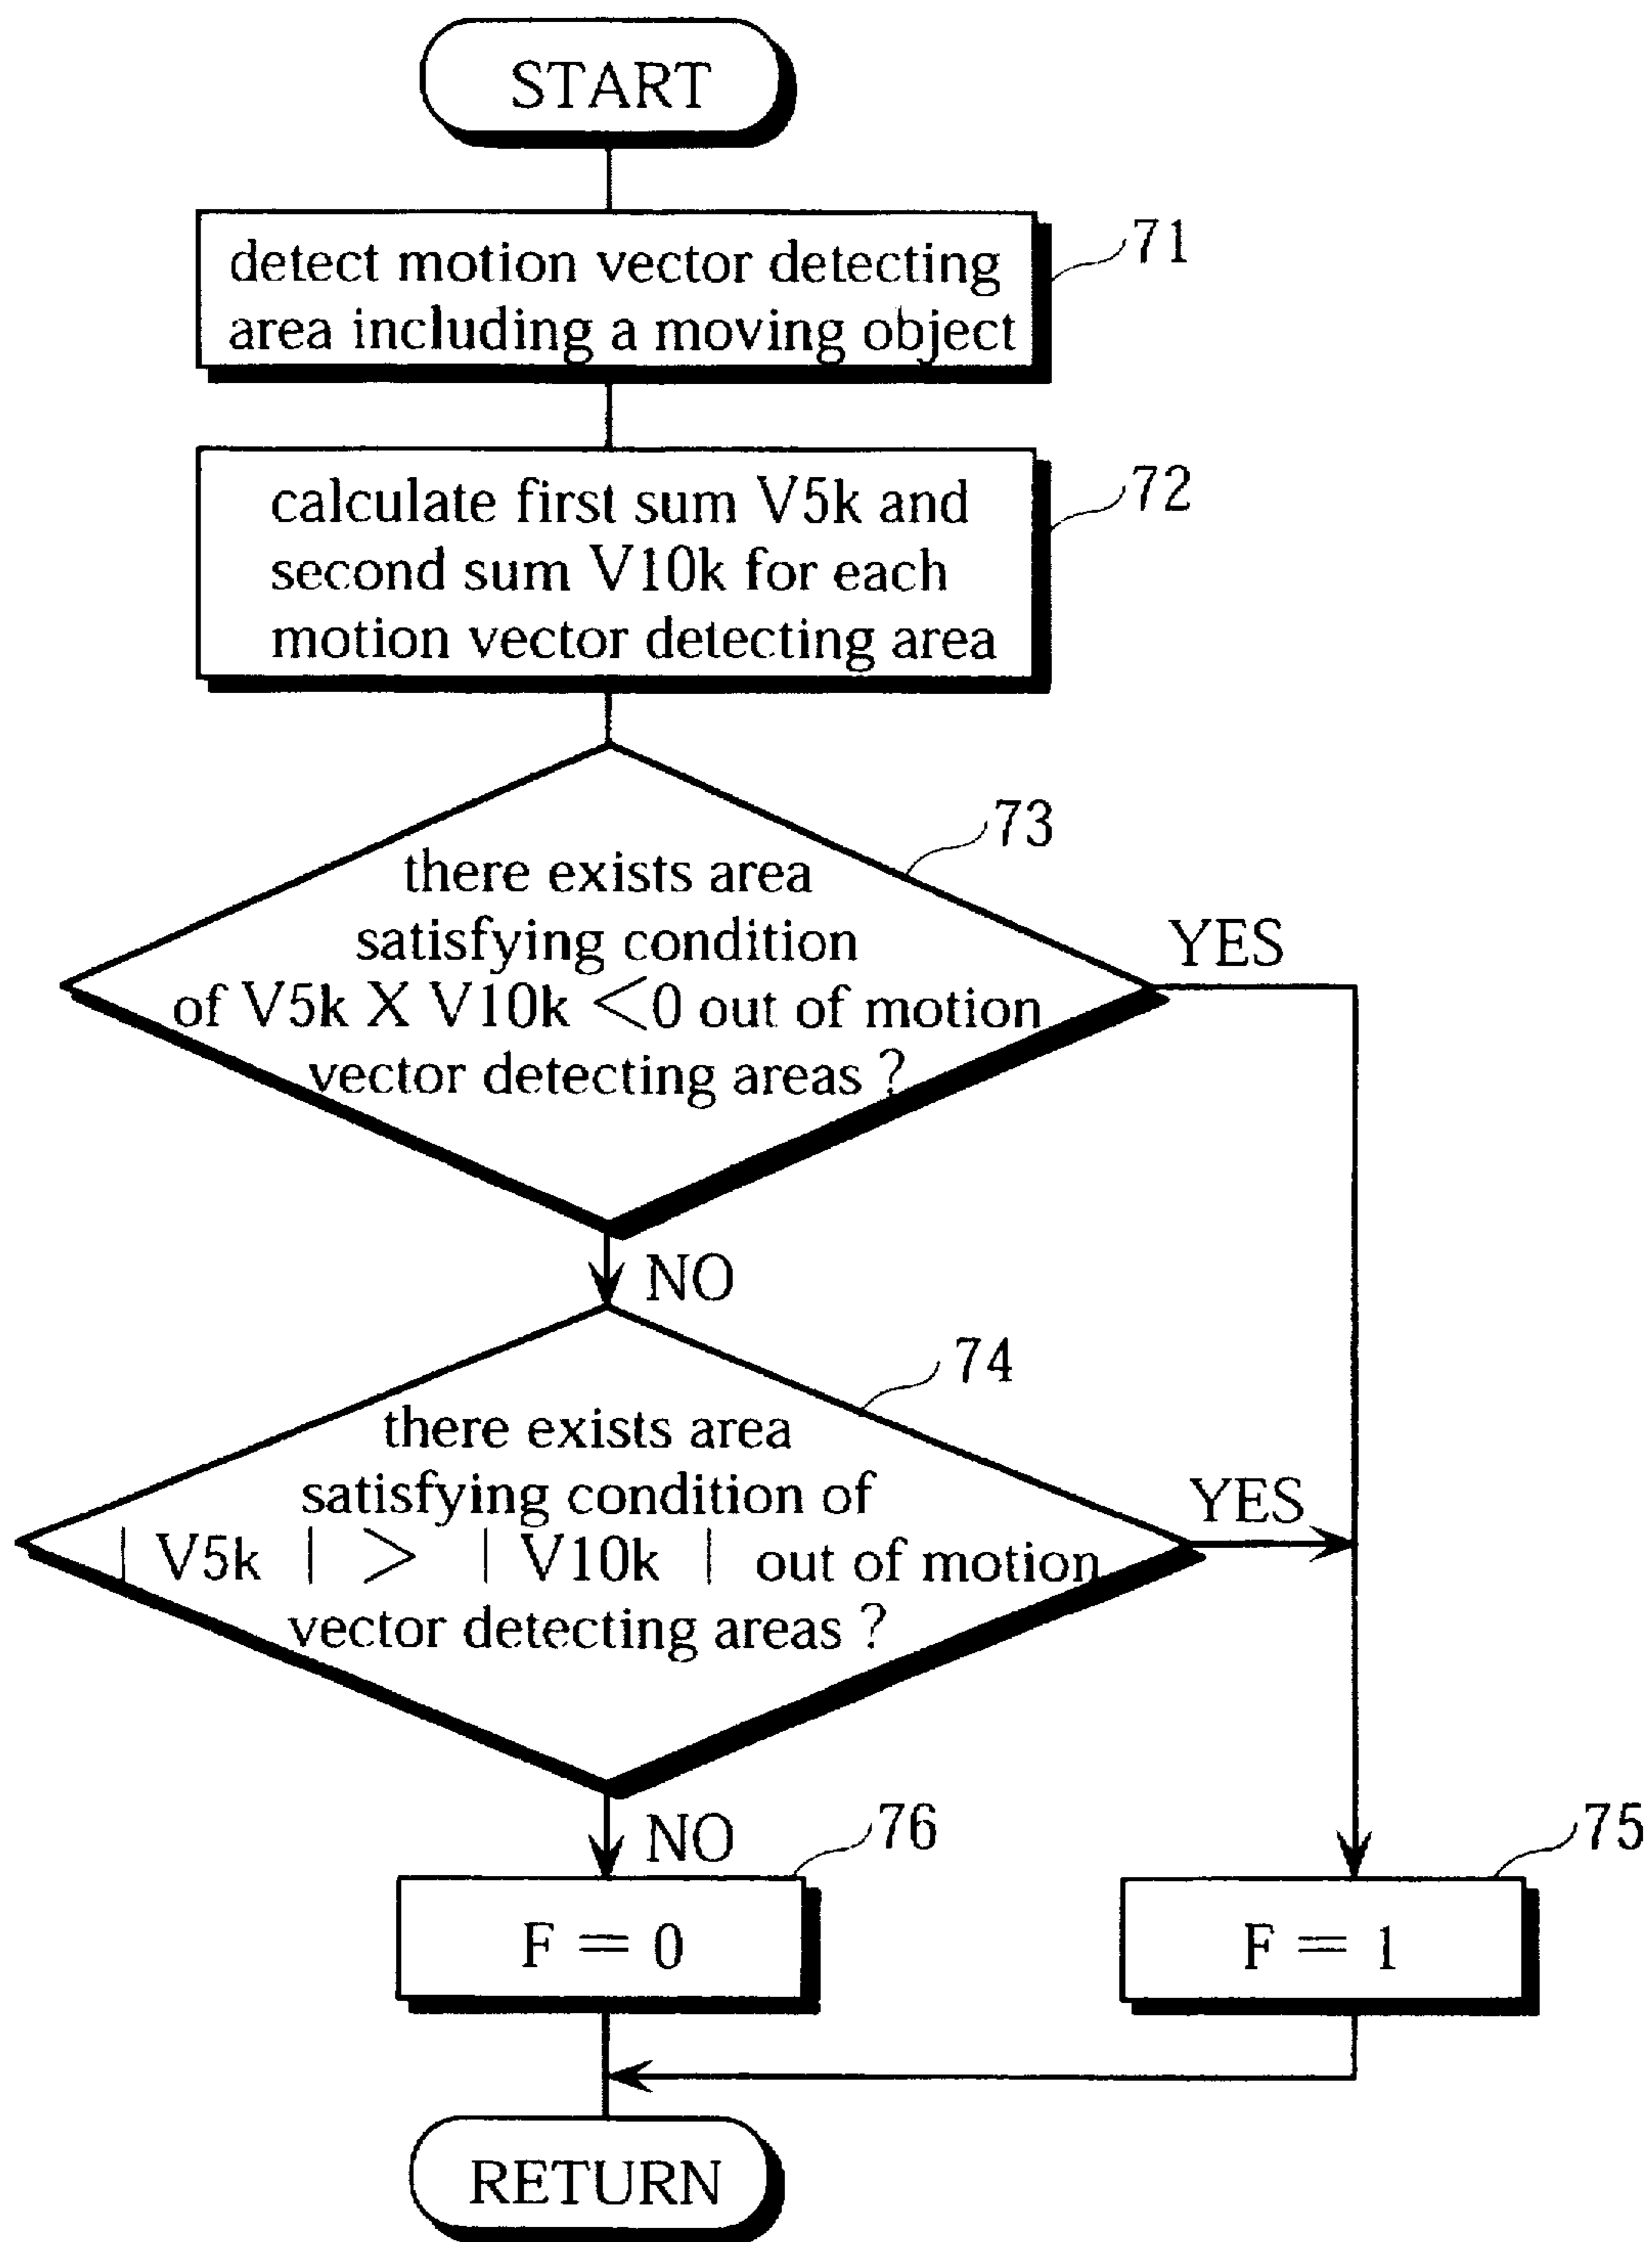 START
detect motion vector detecting
area including a moving object
71
calculate first sum V5k and
second sum V10k for each
motion vector detecting area
72
73
there exists area
satisfying condition
of V5k X V10k <0 out of motion
vector detecting areas ?
YES
NO
74
there exists area
satisfying condition of
| V5k | > | V10k | out of motion
vector detecting areas ?
YES
NO
76
75
F = 0
F = 1
RETURN